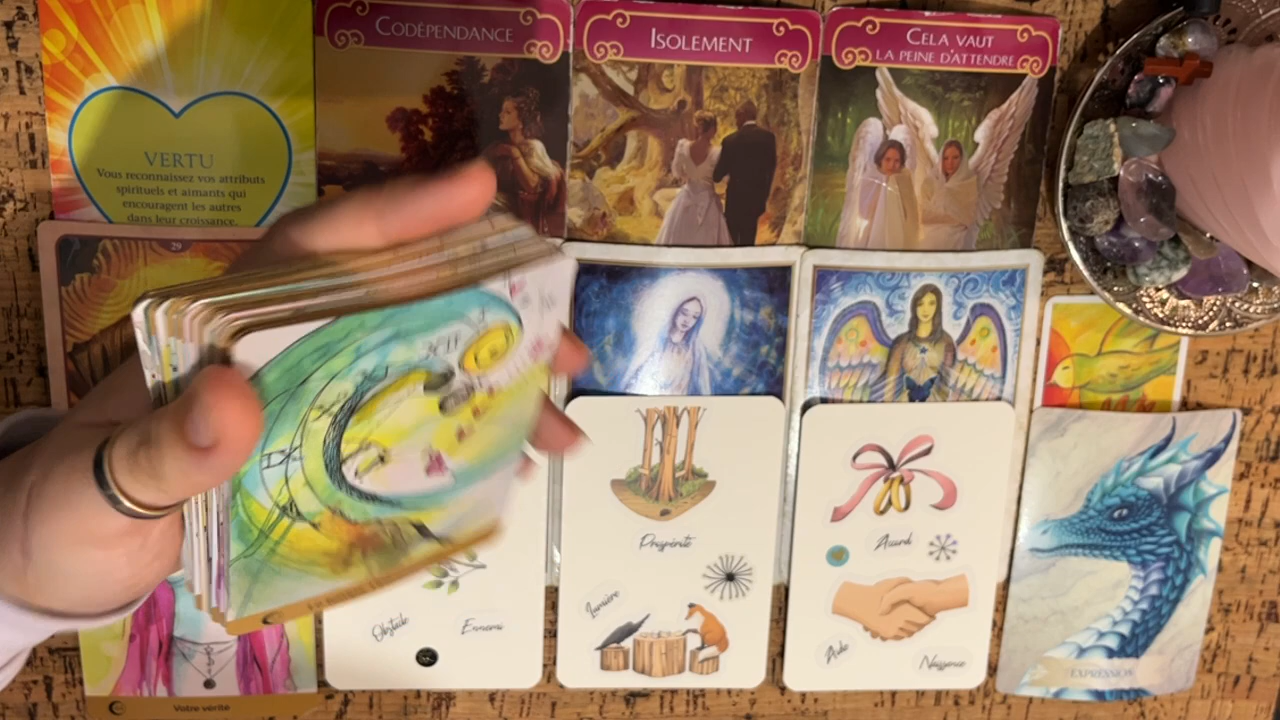 CODÉPENDANCE
ISOLEMENT
CELA VAUT
LA PEINE D'ATTENDRE
VERTU
Vous reconnaissez vos attributs
spirituels et aimants qui
encouragent les autres
dans leur croissance.
29
Prospérité
Accord
Lumière
Obstacle
Ennemi
Aide
Naissance
EXPRESSION
Votre vérité